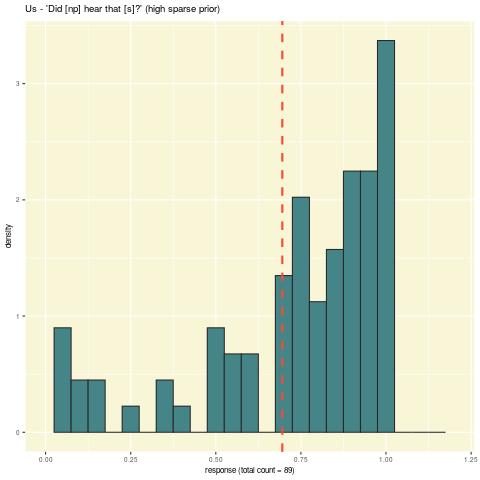 Us - 'Did [np] hear that [s]?' (high sparse prior)
3
2
1
0
density
0.00 0.25 0.50 0.75 1.00 1.25
response (total count = 89)